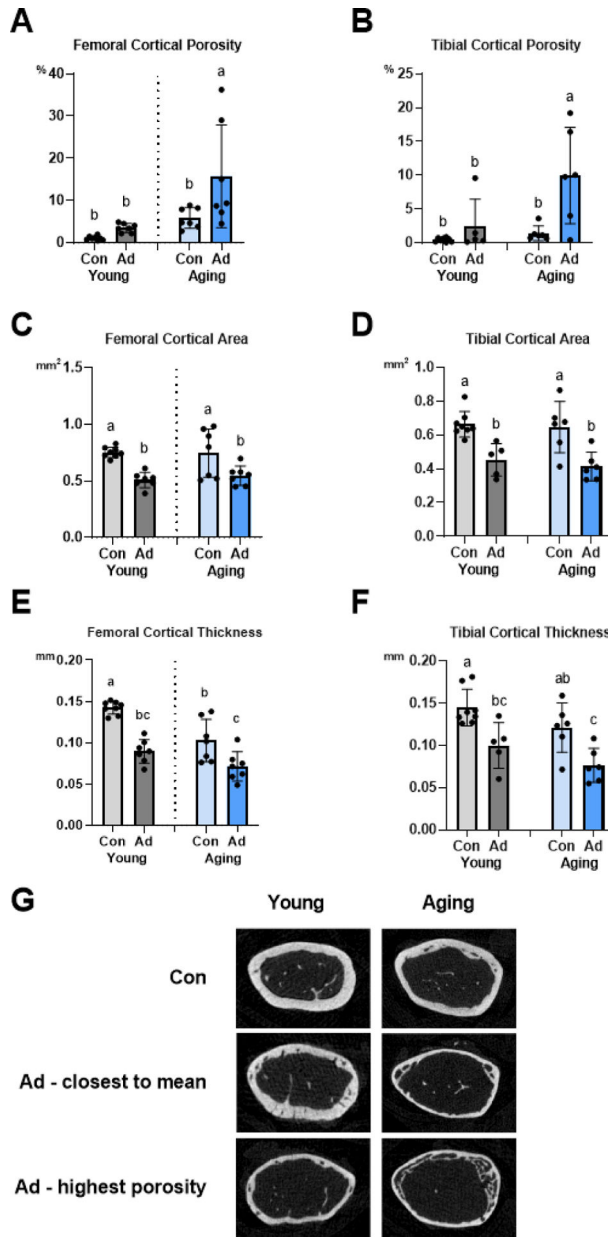 A
Femoral Cortical Porosity
%
40
30
20
10
0
b
b
b
a
Con Ad Con Ad
Young Aging
B
Tibial Cortical Porosity
%
25
20
15
10
5
0
b
b
b
a
Con Ad Con Ad
Young Aging
C
Femoral Cortical Area
mm2
1.5
1.0
0.5
0.0
a
b
a
b
Con Ad Con Ad
Young Aging
D
Tibial Cortical Area
mm2
1.0
0.8
0.6
0.4
0.2
0.0
a
b
a
b
Con Ad Con Ad
Young Aging
E
Femoral Cortical Thickness
mm
0.20
0.15
0.10
0.05
0.00
a
bc
b
c
Con Ad Con Ad
Young Aging
F
Tibial Cortical Thickness
mm
0.20
0.15
0.10
0.05
0.00
a
bc
ab
c
Con Ad Con Ad
Young Aging
G
Young Aging
Con
Ad - closest to mean
Ad - highest porosity